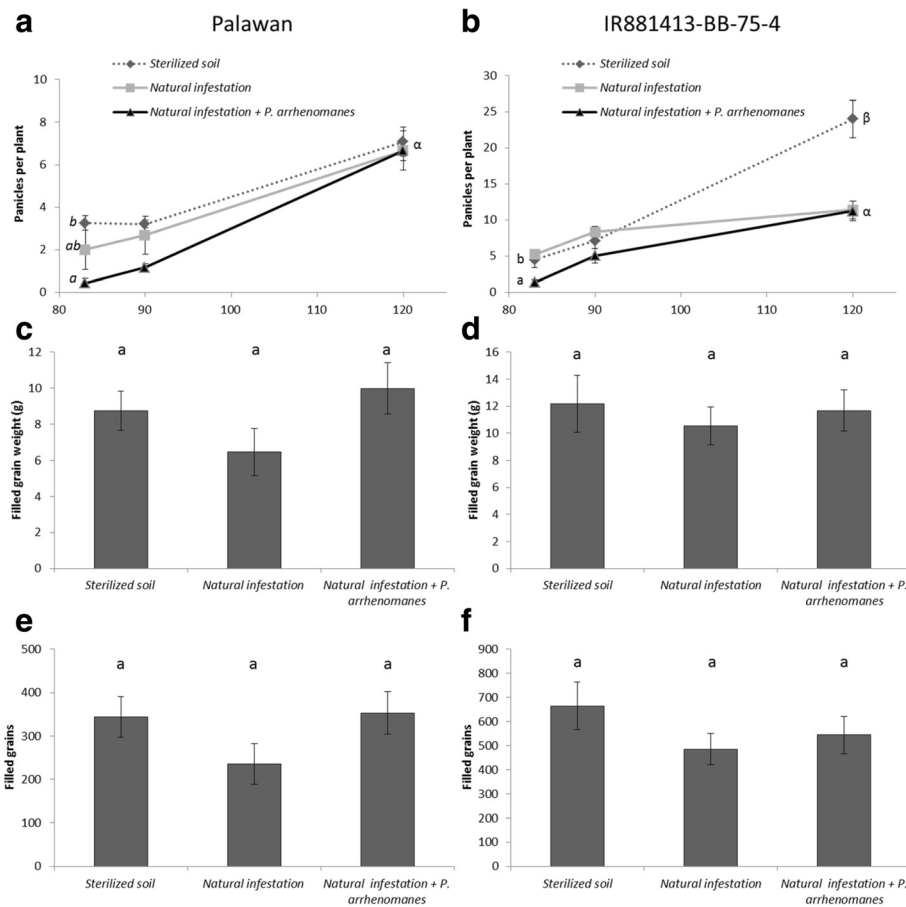 a
Palawan
Sterilized soil
Natural infestation
Natural infestation + P. arrhenomanes
Panicles per plant
10
8
6
4
2
0
80
90
100
110
120
b
ab
a
α
b
IR881413-BB-75-4
Sterilized soil
Natural infestation
Natural infestation + P. arrhenomanes
Panicles per plant
30
25
20
15
10
5
0
80
90
100
110
120
b
a
β
α
c
Filled grain weight (g)
12
10
8
6
4
2
0
a
a
a
Sterilized soil
Natural infestation
Natural infestation + P.
arrhenomanes
d
Filled grain weight (g)
16
14
12
10
8
6
4
2
0
a
a
a
Sterilized soil
Natural infestation
Natural infestation + P.
arrhenomanes
e
Filled grains
500
400
300
200
100
0
a
a
a
Sterilized soil
Natural infestation
Natural infestation + P.
arrhenomanes
f
Filled grains
900
800
700
600
500
400
300
200
100
0
a
a
a
Sterilized soil
Natural infestation
Natural infestation + P.
arrhenomanes